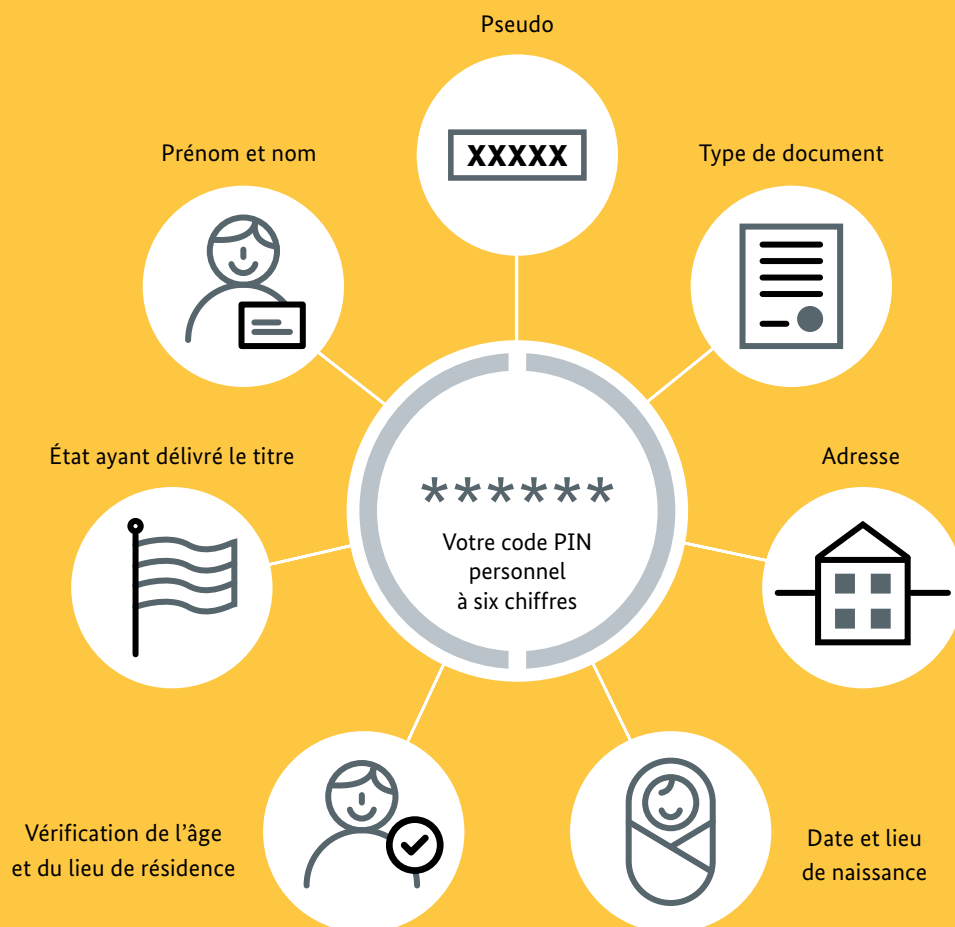 Pseudo
XXXXX
Prénom et nom
Type de document
État ayant délivré le titre
Adresse
******
Votre code PIN
personnel
à six chiffres
Vérification de l’âge
et du lieu de résidence
Date et lieu
de naissance